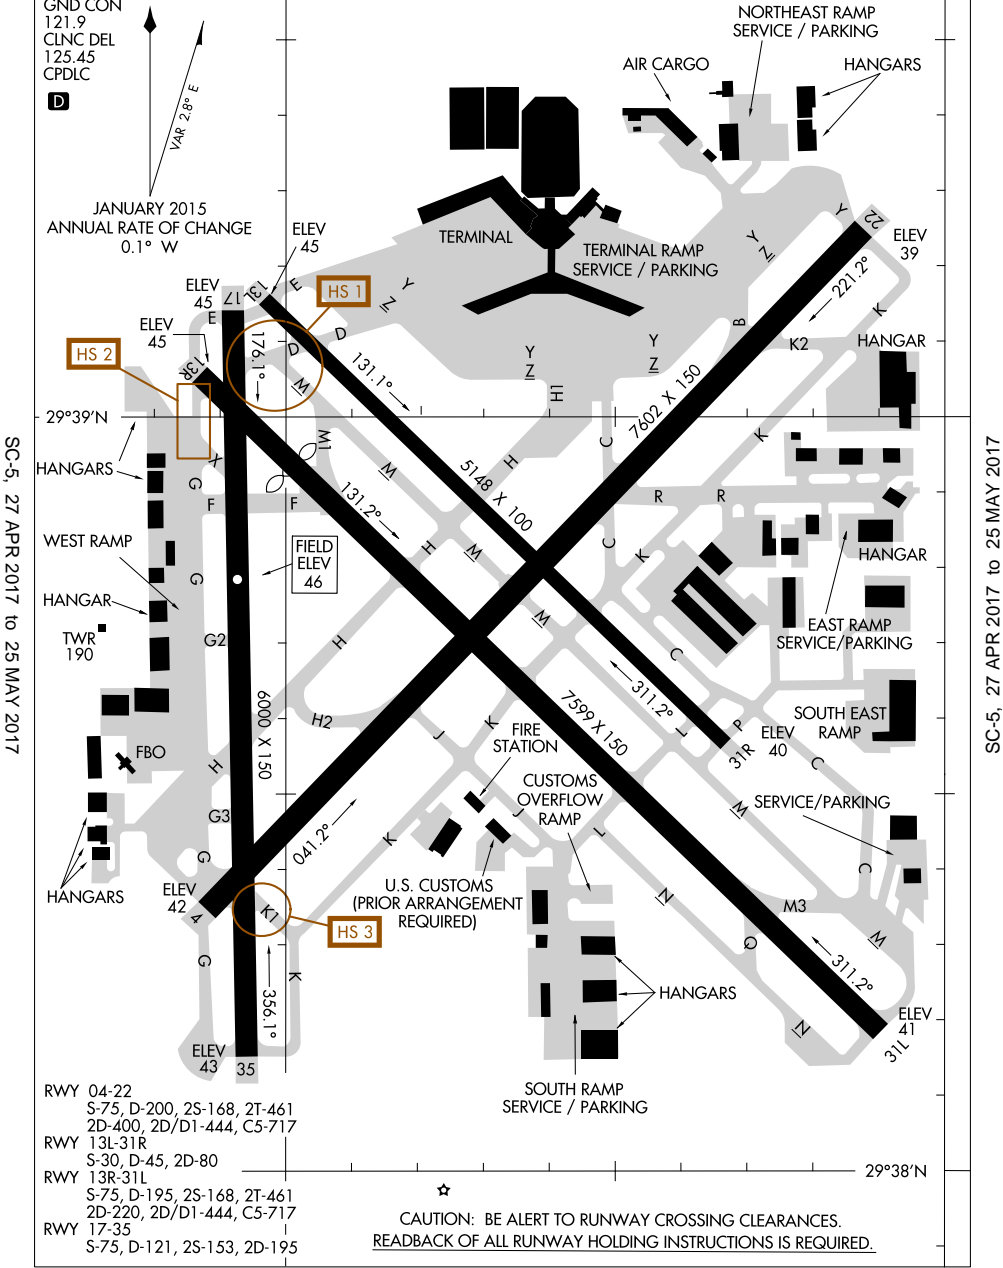 GND CON
121.9
CLNC DEL
125.45
CPDLC
D
VAR 2.8° E
JANUARY 2015
ANNUAL RATE OF CHANGE
0.1° W
NORTHEAST RAMP
SERVICE / PARKING
AIR CARGO
HANGARS
TERMINAL
TERMINAL RAMP
SERVICE / PARKING
Y
22
ELEV
39
221.2°
Y
Z
B
K
K2
HANGAR
ELEV
45
13L
E
HS 1
Y
Z
ELEV
45
17
E
ELEV
45
13R
HS 2
176.1°
D
D
M
131.1°
Y
Z
Y
Z
H
7602 X 150
29°39'N
HANGARS
X
G
F
F
M1
M
131.2°
H
5148 X 100
C
C
R
R
K
K
WEST RAMP
G
FIELD
ELEV
46
H
M
M
HANGAR
EAST RAMP
SERVICE/PARKING
HANGAR
TWR
190
G2
H
H2
6000 X 150
K
J
FIRE
STATION
7599 X 150
311.2°
C
J
P
31R
ELEV
40
SOUTH EAST
RAMP
C
FBO
H
G3
G
041.2°
K
J
L
CUSTOMS
OVERFLOW
RAMP
M
SERVICE/PARKING
HANGARS
ELEV
42
4
K1
HS 3
U.S. CUSTOMS
(PRIOR ARRANGEMENT
REQUIRED)
N
M3
C
M
Q
G
K
356.1°
HANGARS
311.2°
N
ELEV
41
31L
ELEV
43
35
SOUTH RAMP
SERVICE / PARKING
RWY 04-22
S-75, D-200, 2S-168, 2T-461
2D-400, 2D/D1-444, C5-717
RWY 13L-31R
S-30, D-45, 2D-80
RWY 13R-31L
S-75, D-195, 2S-168, 2T-461
2D-220, 2D/D1-444, C5-717
RWY 17-35
S-75, D-121, 2S-153, 2D-195
29°38'N
CAUTION: BE ALERT TO RUNWAY CROSSING CLEARANCES.
READBACK OF ALL RUNWAY HOLDING INSTRUCTIONS IS REQUIRED.
SC-5, 27 APR 2017 to 25 MAY 2017
SC-5, 27 APR 2017 to 25 MAY 2017